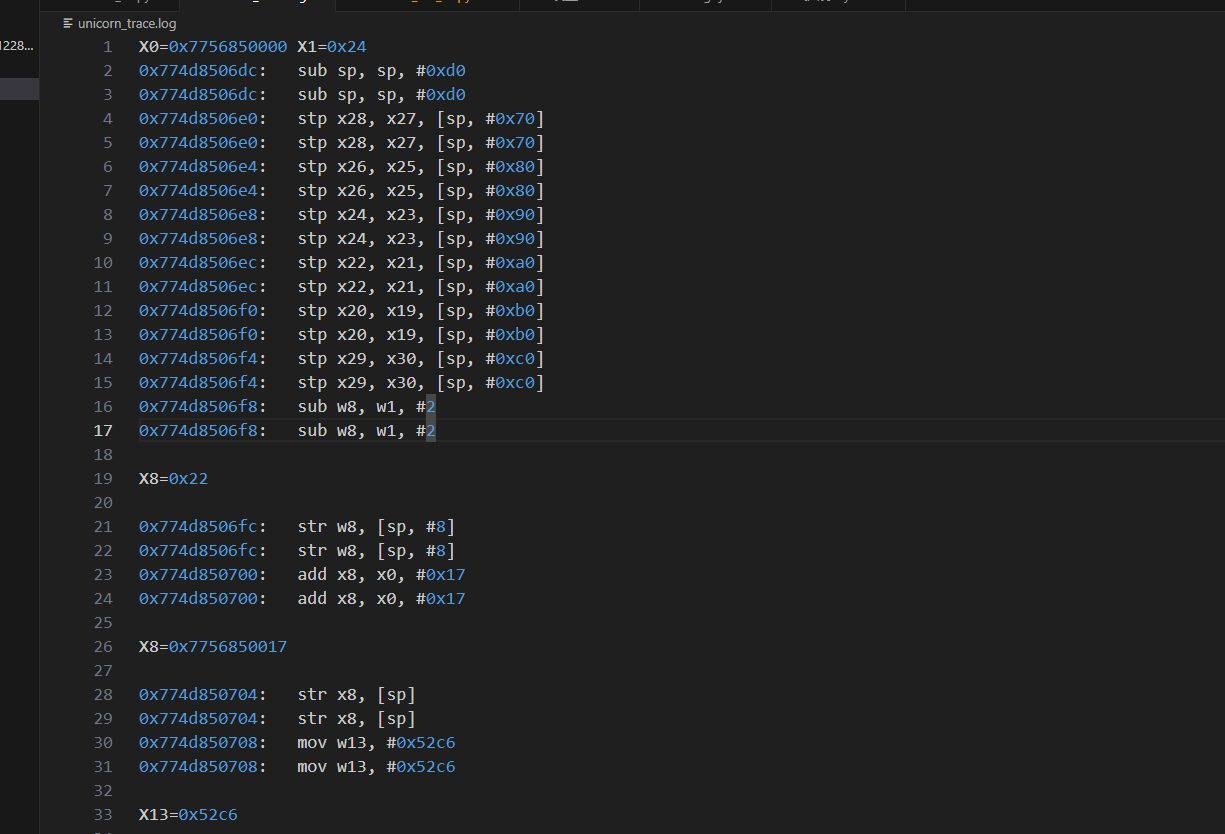 unicorn_trace.log
1 X0=0x7756850000 X1=0x24
2 0x774d8506dc: sub sp, sp, #0xd0
3 0x774d8506dc: sub sp, sp, #0xd0
4 0x774d8506e0: stp x28, x27, [sp, #0x70]
5 0x774d8506e0: stp x28, x27, [sp, #0x70]
6 0x774d8506e4: stp x26, x25, [sp, #0x80]
7 0x774d8506e4: stp x26, x25, [sp, #0x80]
8 0x774d8506e8: stp x24, x23, [sp, #0x90]
9 0x774d8506e8: stp x24, x23, [sp, #0x90]
10 0x774d8506ec: stp x22, x21, [sp, #0xa0]
11 0x774d8506ec: stp x22, x21, [sp, #0xa0]
12 0x774d8506f0: stp x20, x19, [sp, #0xb0]
13 0x774d8506f0: stp x20, x19, [sp, #0xb0]
14 0x774d8506f4: stp x29, x30, [sp, #0xc0]
15 0x774d8506f4: stp x29, x30, [sp, #0xc0]
16 0x774d8506f8: sub w8, w1, #2
17 0x774d8506f8: sub w8, w1, #2
18
19 X8=0x22
20
21 0x774d8506fc: str w8, [sp, #8]
22 0x774d8506fc: str w8, [sp, #8]
23 0x774d850700: add x8, x0, #0x17
24 0x774d850700: add x8, x0, #0x17
25
26 X8=0x7756850017
27
28 0x774d850704: str x8, [sp]
29 0x774d850704: str x8, [sp]
30 0x774d850708: mov w13, #0x52c6
31 0x774d850708: mov w13, #0x52c6
32
33 X13=0x52c6